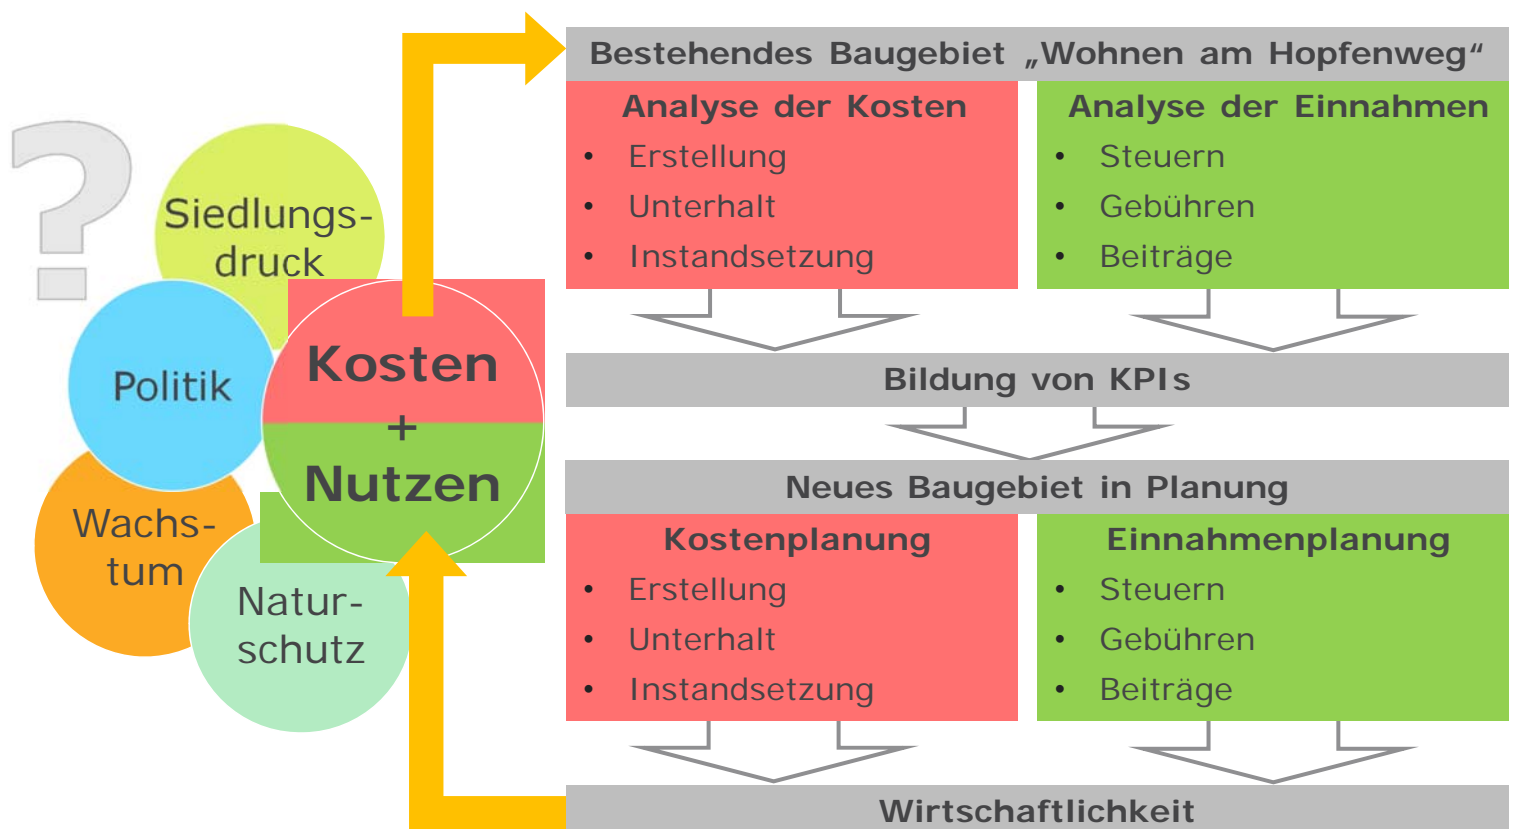 ?
Siedlungs-
druck
Politik
Wachs-
tum
Natur-
schutz
Kosten
+
Nutzen
Bestehendes Baugebiet „Wohnen am Hopfenweg“
Analyse der Kosten
• Erstellung
• Unterhalt
• Instandsetzung
Analyse der Einnahmen
• Steuern
• Gebühren
• Beiträge
Bildung von KPIs
Neues Baugebiet in Planung
Kostenplanung
• Erstellung
• Unterhalt
• Instandsetzung
Einnahmenplanung
• Steuern
• Gebühren
• Beiträge
Wirtschaftlichkeit